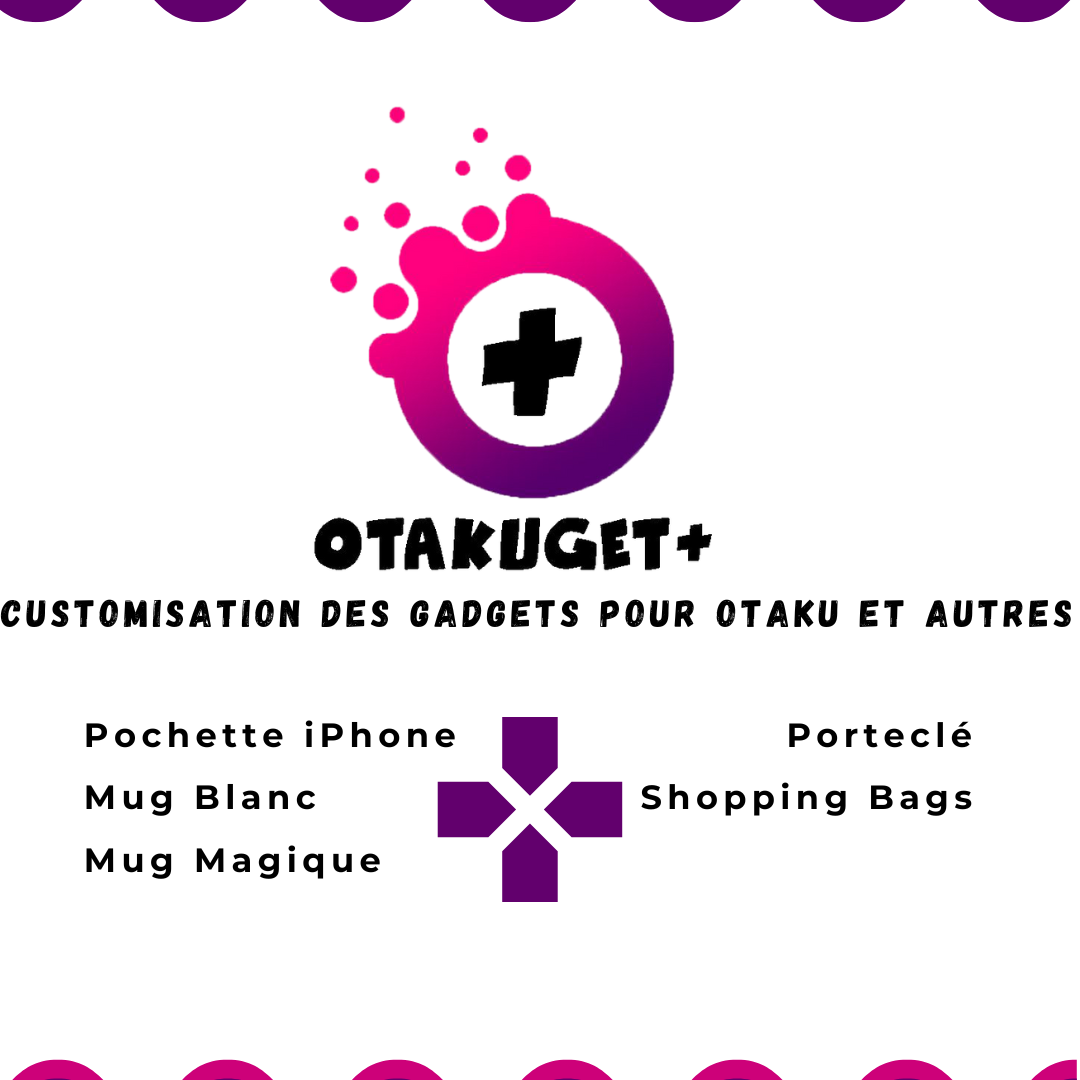 OTAKUGET+
CUSTOMISATION DES GADGETS POUR OTAKU ET AUTRES
Pochette iPhone
Mug Blanc
Mug Magique
Porteclé
Shopping Bags